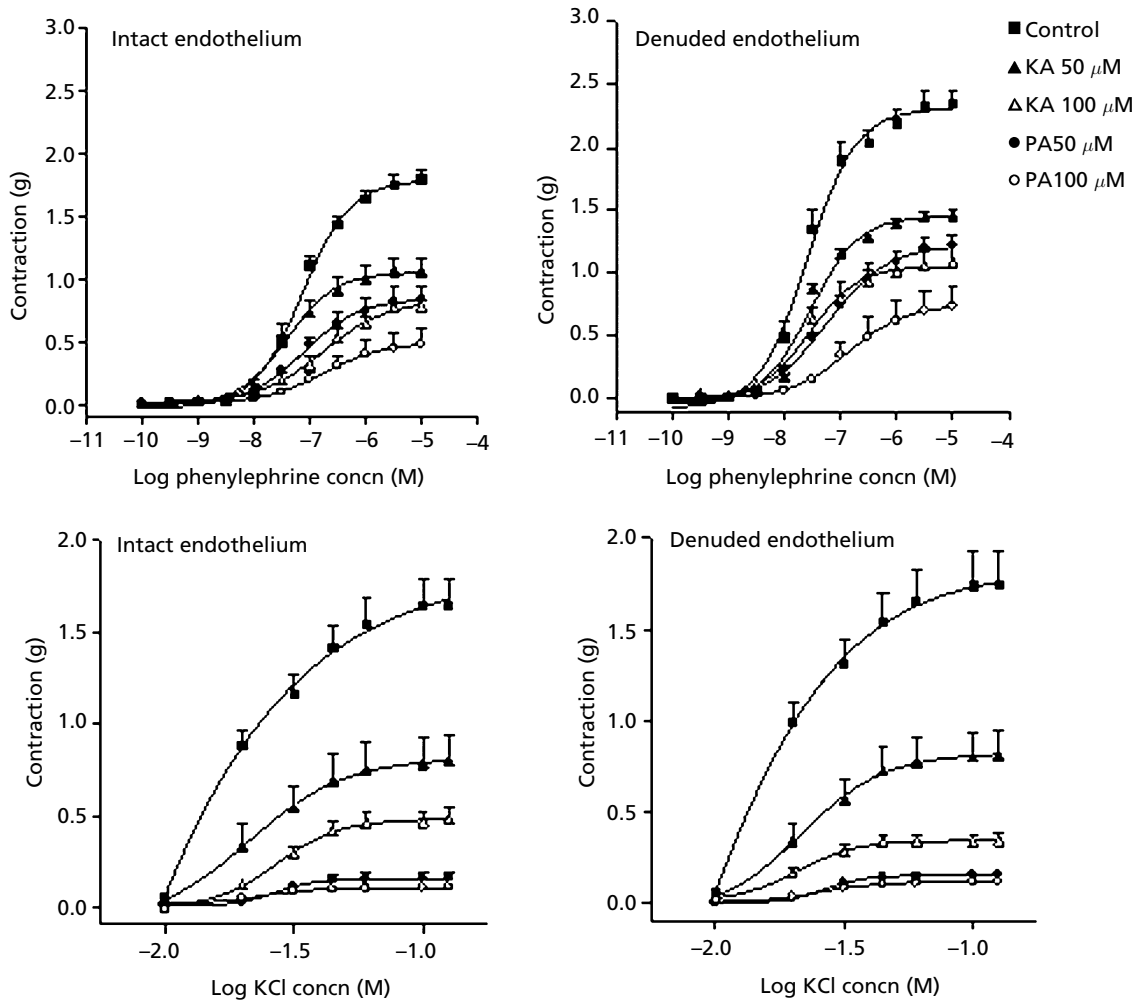 Intact endothelium
3.0
2.5
2.0
1.5
1.0
0.5
0.0
Contraction (g)
−11 −10 −9 −8 −7 −6 −5 −4
Log phenylephrine concn (M)
Denuded endothelium
3.0
2.5
2.0
1.5
1.0
0.5
0.0
Contraction (g)
−11 −10 −9 −8 −7 −6 −5 −4
Log phenylephrine concn (M)
Control
KA 50 μM
KA 100 μM
PA50 μM
PA100 μM
Intact endothelium
2.0
1.5
1.0
0.5
0.0
Contraction (g)
−2.0 −1.5 −1.0
Log KCl concn (M)
Denuded endothelium
2.0
1.5
1.0
0.5
0.0
Contraction (g)
−2.0 −1.5 −1.0
Log KCl concn (M)